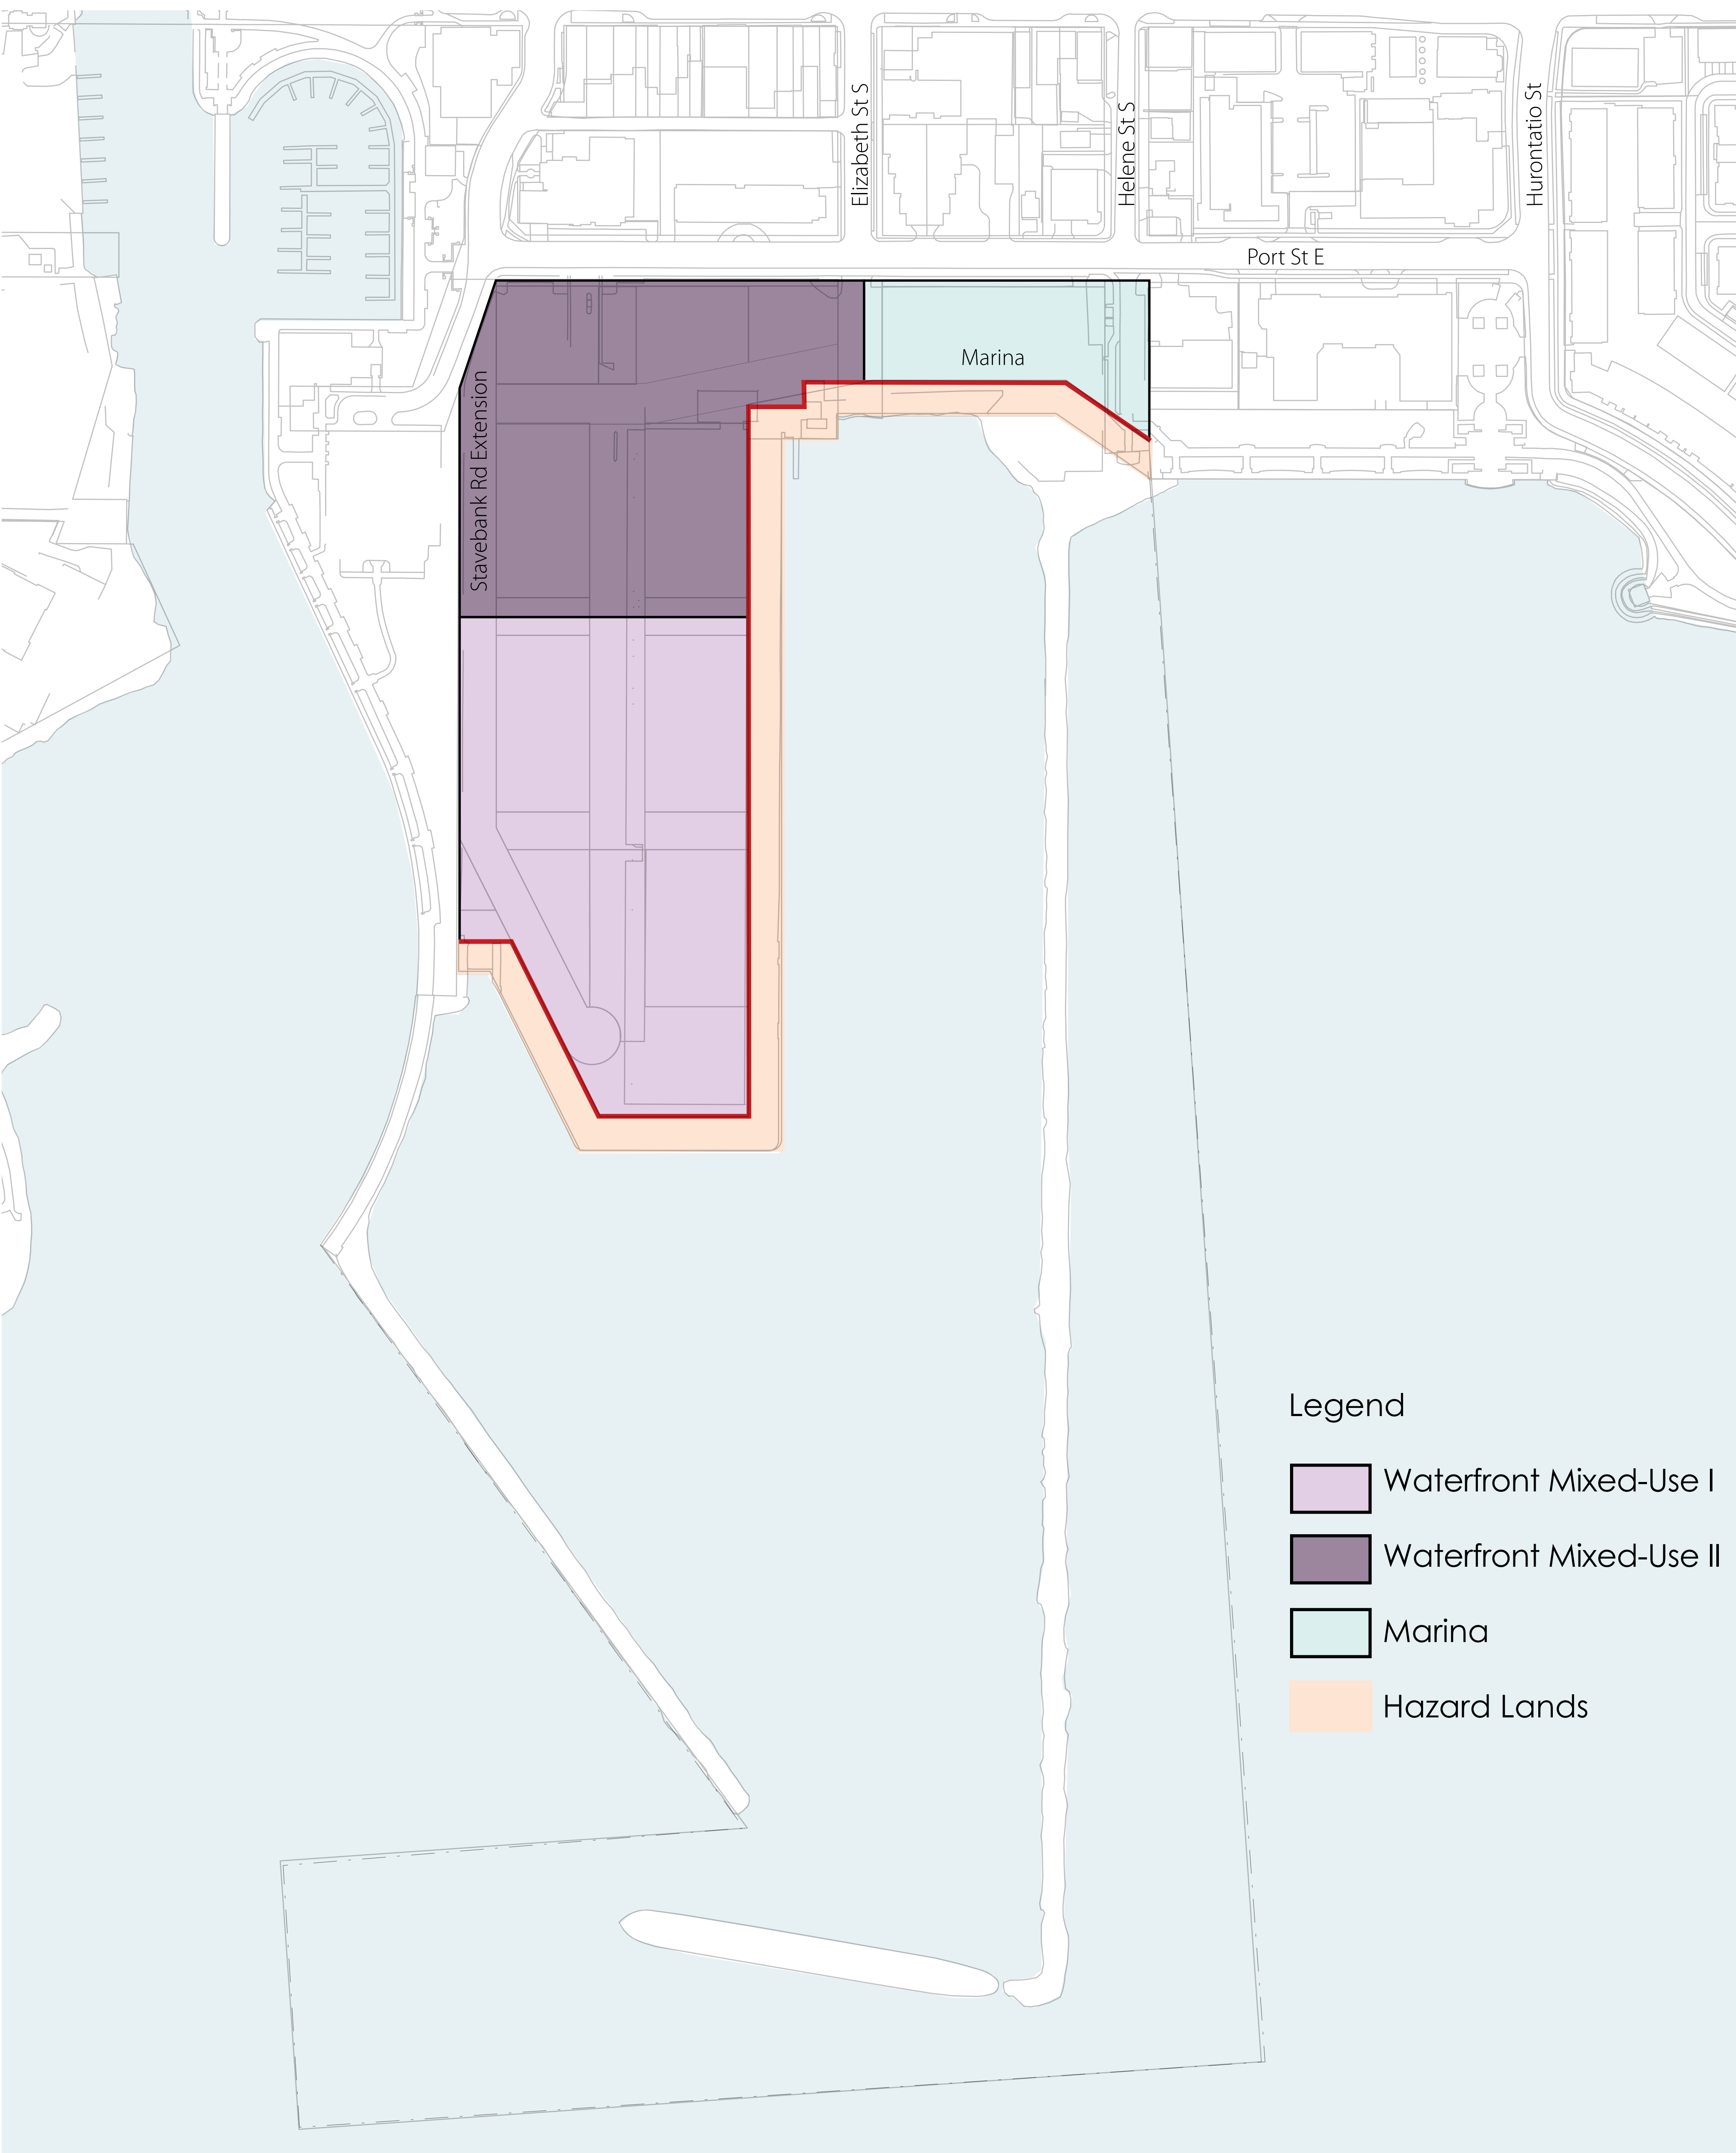 Elizabeth St S
Helene St S
Hurontario St
Port St E
Marina
Stavebank Rd Extension
Legend
Waterfront Mixed-Use I
Waterfront Mixed-Use II
Marina
Hazard Lands